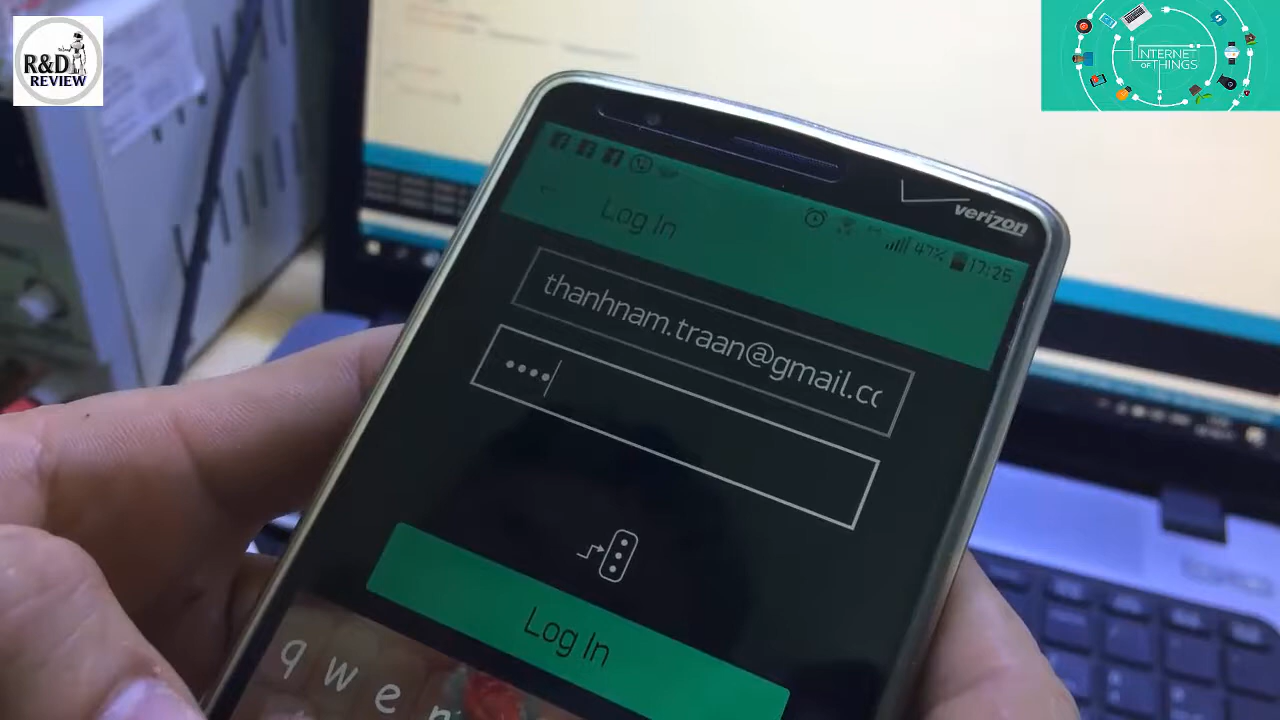 R&D
REVIEW
INTERNET
OF THINGS
verizon
47% 17:25
Log In
thanhnam.traan@gmail.cc
••••
Log In
q w e